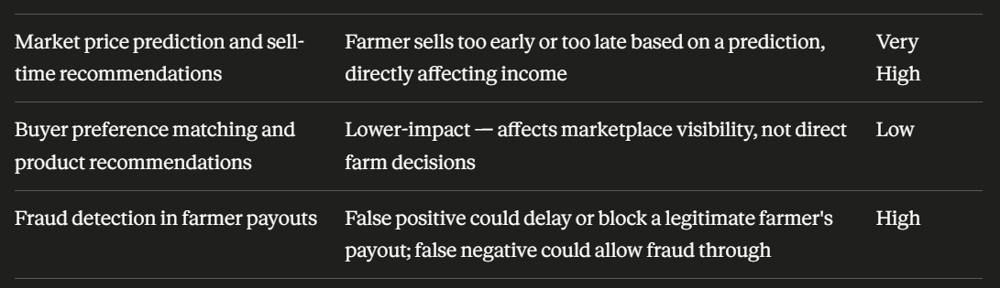 Market price prediction and sell-
time recommendations
Farmer sells too early or too late based on a prediction,
directly affecting income
Very
High
Buyer preference matching and
product recommendations
Lower-impact — affects marketplace visibility, not direct
farm decisions
Low
Fraud detection in farmer payouts
False positive could delay or block a legitimate farmer's
payout; false negative could allow fraud through
High